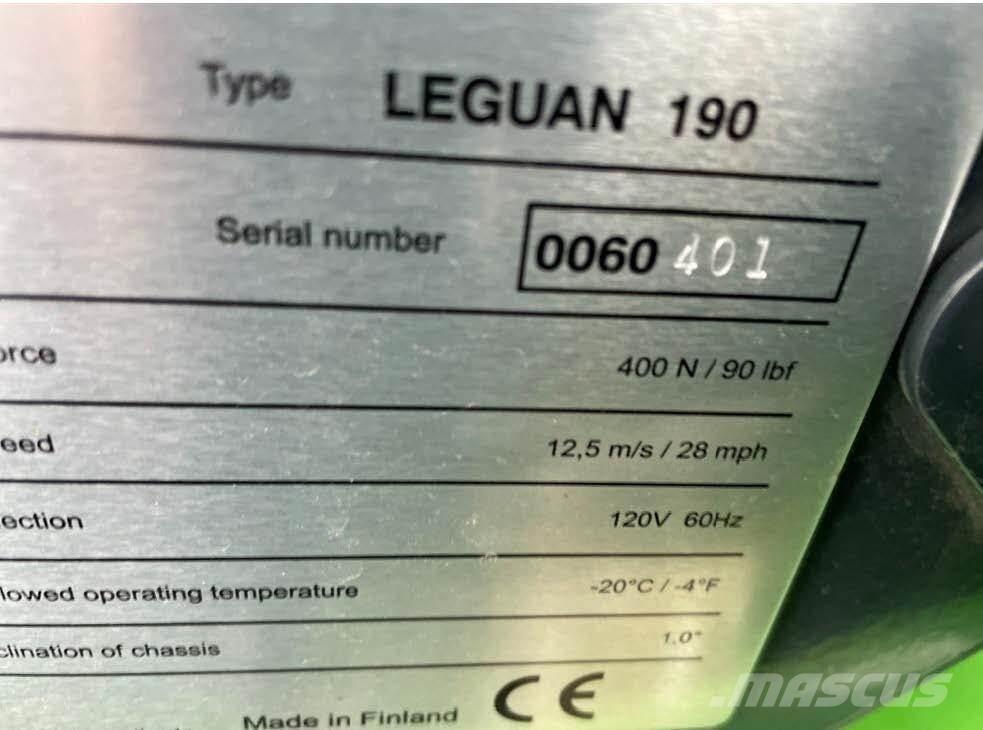 Type LEGUAN 190
Serial number 0060 401
orce 400 N / 90 lbf
eed 12,5 m/s / 28 mph
ection 120V 60Hz
lowed operating temperature -20°C / -4°F
clination of chassis 1.0°
Made in Finland CE
MASCUS